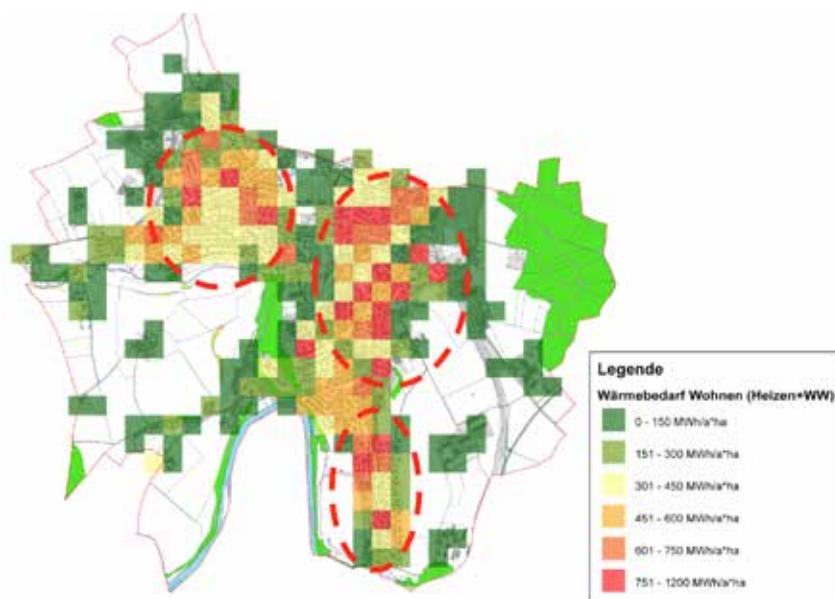 Legende
Wärmebedarf Wohnen (Heizen+WW)
0 - 150 MWh/a*ha
151 - 300 MWh/a*ha
301 - 450 MWh/a*ha
451 - 600 MWh/a*ha
601 - 750 MWh/a*ha
751 - 1200 MWh/a*ha